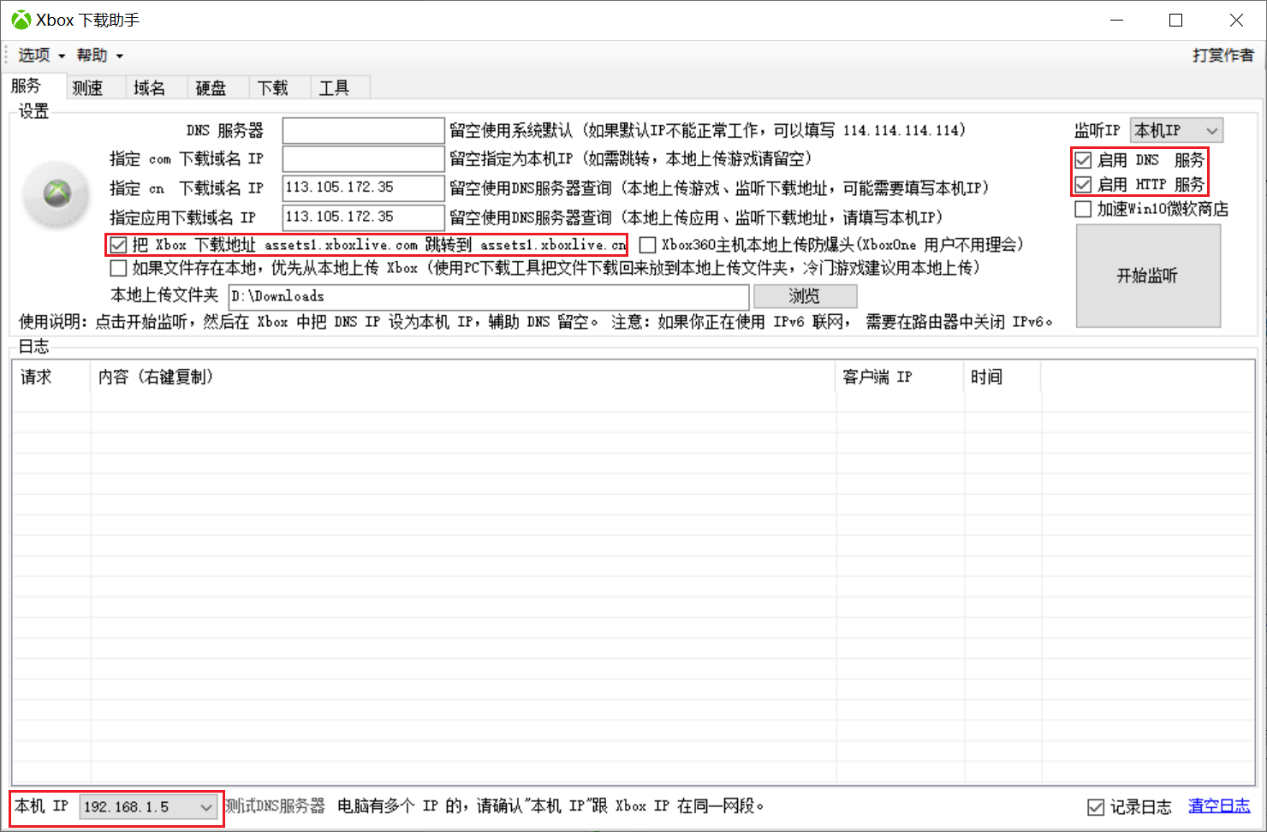 Xbox 下载助手
选项 帮助 打赏作者
服务 测速 域名 硬盘 下载 工具
设置
DNS 服务器 留空使用系统默认（如果默认IP不能正常工作，可以填写 114.114.114.114） 监听IP 本机IP
指定 com 下载域名 IP 留空指定为本机IP（如需跳转，本地上传游戏请留空） 启用 DNS 服务
指定 cn 下载域名 IP 113.105.172.35 留空使用DNS服务器查询（本地上传游戏、监听下载地址，可能需要填写本机IP） 启用 HTTP 服务
指定应用下载域名 IP 113.105.172.35 留空使用DNS服务器查询（本地上传应用、监听下载地址，请填写本机IP） 加速Win10微软商店
把 Xbox 下载地址 assets1.xboxlive.com 跳转到 assets1.xboxlive.cn Xbox360主机本地上传防爆头(XboxOne 用户不用理会)
如果文件存在本地，优先从本地上传 Xbox（使用PC下载工具把文件下载回来放到本地上传文件夹，冷门游戏建议用本地上传） 开始监听
本地上传文件夹 D:\Downloads 浏览
使用说明：点击开始监听，然后在 Xbox 中把 DNS IP 设为本机 IP，辅助 DNS 留空。 注意：如果你正在使用 IPv6 联网， 需要在路由器中关闭 IPv6。
日志
请求 内容（右键复制） 客户端 IP 时间
本机 IP 192.168.1.5 测试DNS服务器 电脑有多个 IP 的，请确认"本机 IP"跟 Xbox IP 在同一网段。 记录日志 清空日志